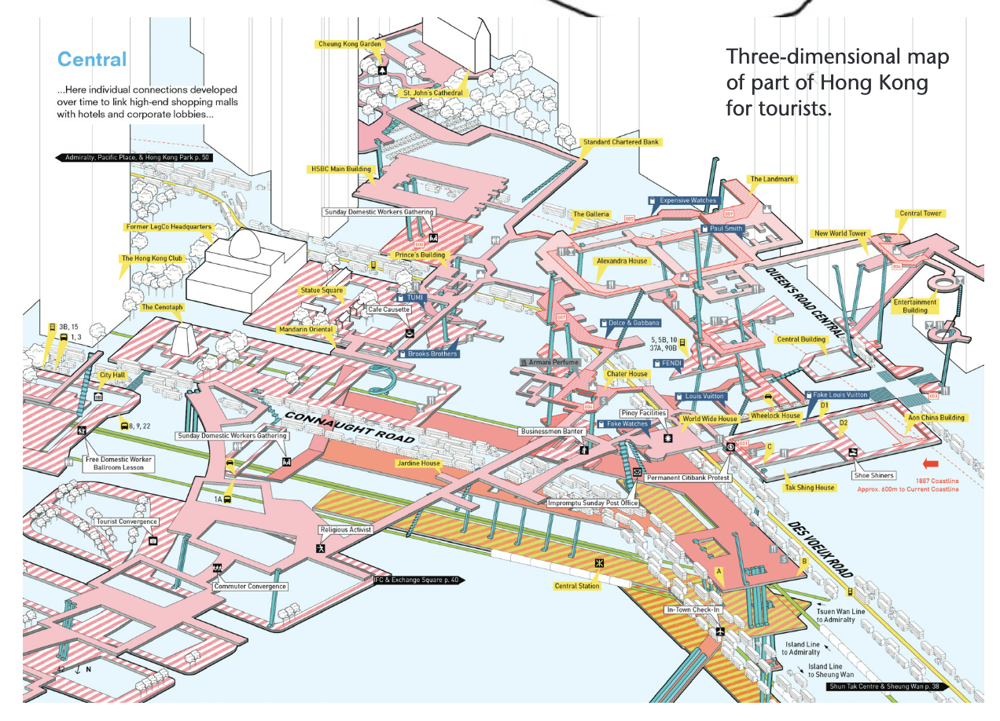 Central
...Here individual connections developed
over time to link high-end shopping malls
with hotels and corporate lobbies...
Three-dimensional map
of part of Hong Kong
for tourists.
Cheung Kong Garden
St. John's Cathedral
Admiralty, Pacific Place, & Hong Kong Park p. 50
Standard Chartered Bank
HSBC Main Building
The Landmark
Expensive Watches
Sunday Domestic Workers Gathering
The Galleria
005
009
Central Tower
Former LegCo Headquarters
Paul Smith
New World Tower
008
The Hong Kong Club
Prince's Building
Alexandra House
004
QUEEN'S ROAD CENTRAL
Statue Square
TUMI
Entertainment
Building
The Cenotaph
Cafe Causette
007
Dolce & Gabbana
3B, 15
1, 3
Mandarin Oriental
5, 5B, 10
37A, 90B
Central Building
Brooks Brothers
Armani Perfume
FENDI
City Hall
Chater House
Louis Vuitton
Fake Louis Vuitton
003
006
D1
CONNAUGHT ROAD
Pinoy Facilities
World Wide House
Wheelock House
Aon China Building
8, 9, 22
Fake Watches
D2
Sunday Domestic Workers Gathering
Businessmen Banter
001
C
Free Domestic Worker
Ballroom Lesson
Jardine House
Permanent Citibank Protest
Shoe Shiners
1887 Coastline
Approx. 600m to Current Coastline
Tak Shing House
1A
Impromptu Sunday Post Office
Tourist Convergence
Religious Activist
DES VOEUX ROAD
B
A
Commuter Convergence
IFC & Exchange Square p. 40
Central Station
In-Town Check-In
Tsuen Wan Line
to Admiralty
Island Line
to Admiralty
42
N
Island Line
to Sheung Wan
Shun Tak Centre & Sheung Wan p. 38